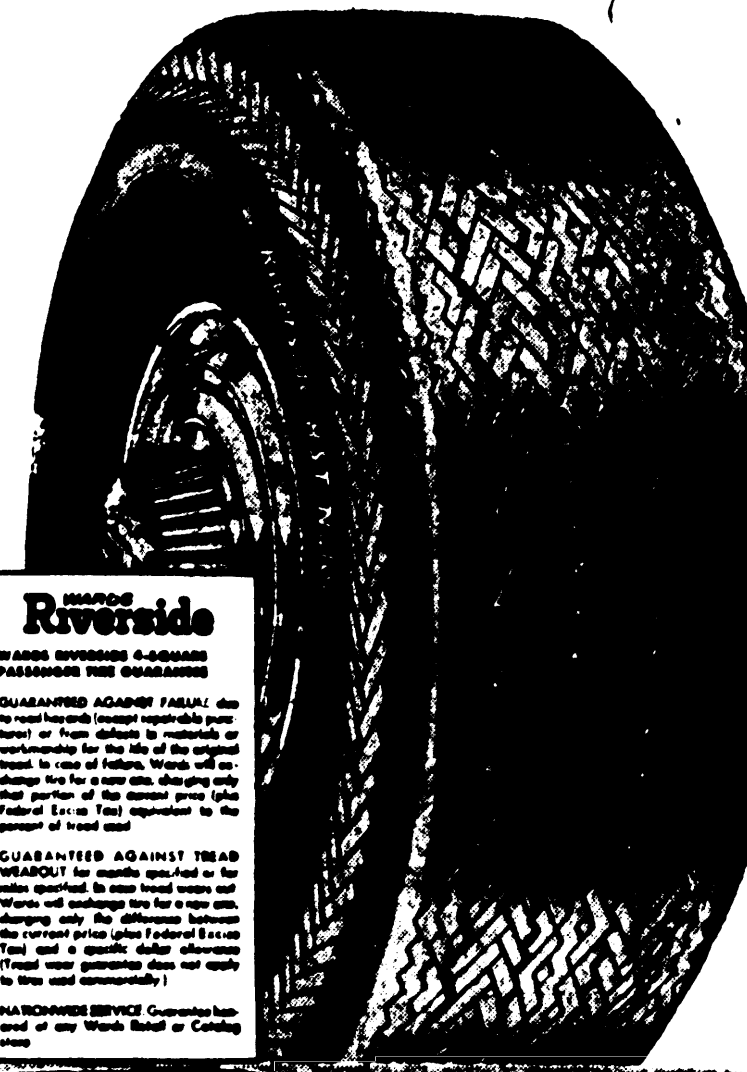 WARDS
Riverside
WARDS RIVERSIDE 4-SQUARE
PASSENGER TIRE GUARANTEE
GUARANTEED AGAINST FAILURE due
to road hazards (except repairable punc-
tures) or from defects in materials or
workmanship for the life of the original
tread. In case of failure, Wards will ex-
change tire for a new one, charging only
that portion of the current price (plus
Federal Excise Tax) equivalent to the
percent of tread used.
GUARANTEED AGAINST TREAD
WEAROUT for months specified or for
miles specified. In case tread wears out,
Wards will exchange tire for a new one,
charging only the difference between
the current price (plus Federal Excise
Tax) and a specific dollar allowance
(Tread wear guarantee does not apply
to tires used commercially.)
NATIONWIDE SERVICE. Guarantee hon-
ored at any Wards Retail or Catalog
store